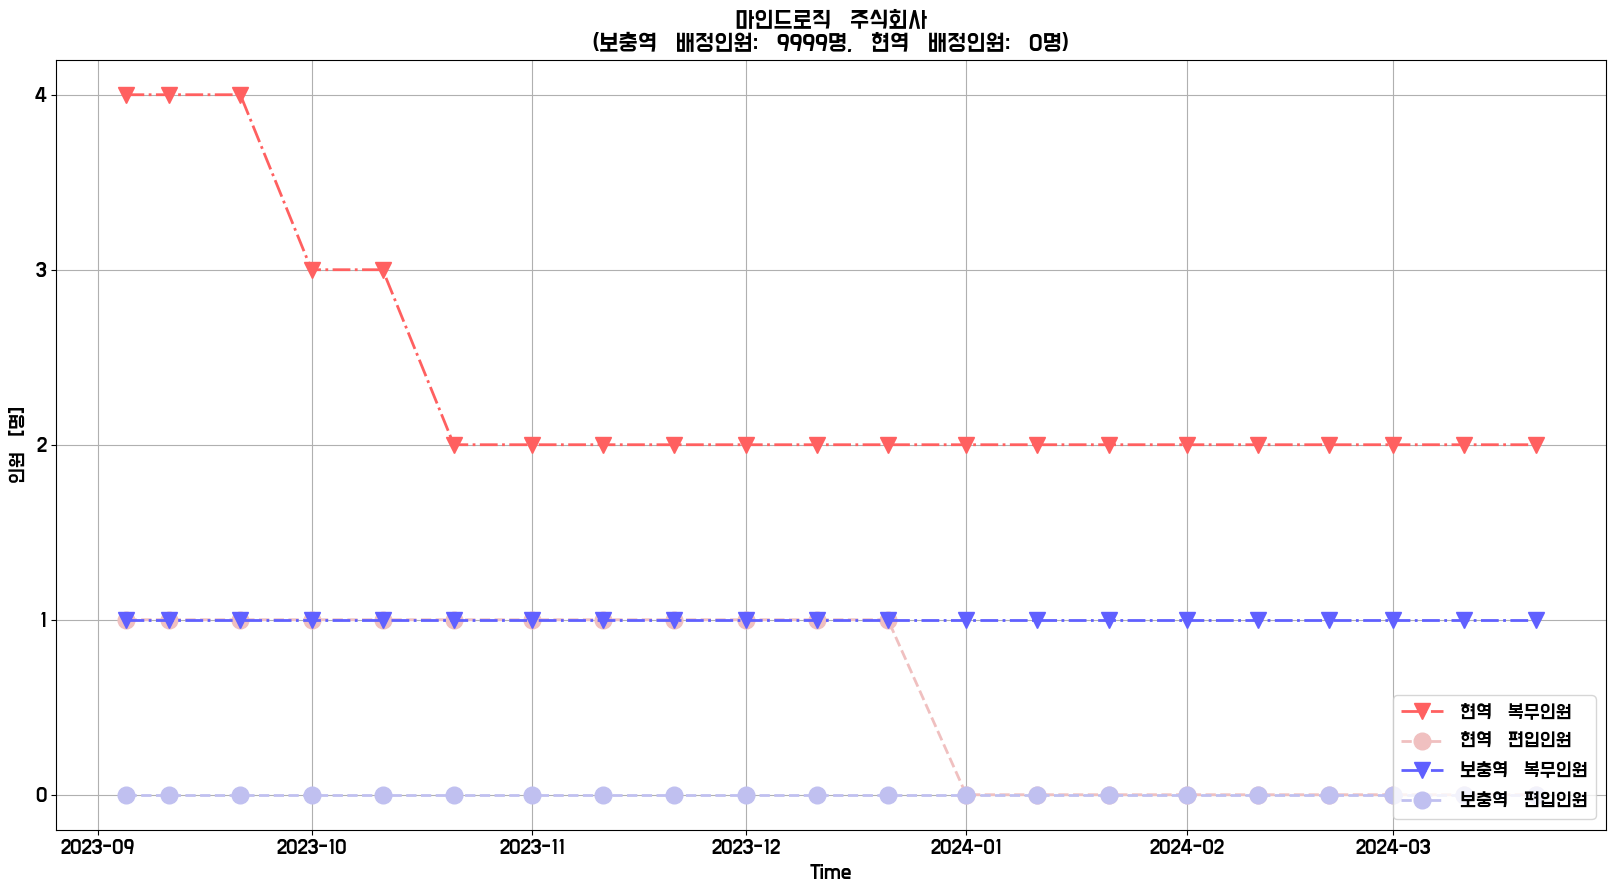 마인드로직 주식회사
(보충역 배정인원: 9999명, 현역 배정인원: 0명)
인원 [명]
4
3
2
1
0
현역 복무인원
현역 편입인원
보충역 복무인원
보충역 편입인원
2023-09 2023-10 2023-11 2023-12 2024-01 2024-02 2024-03
Time